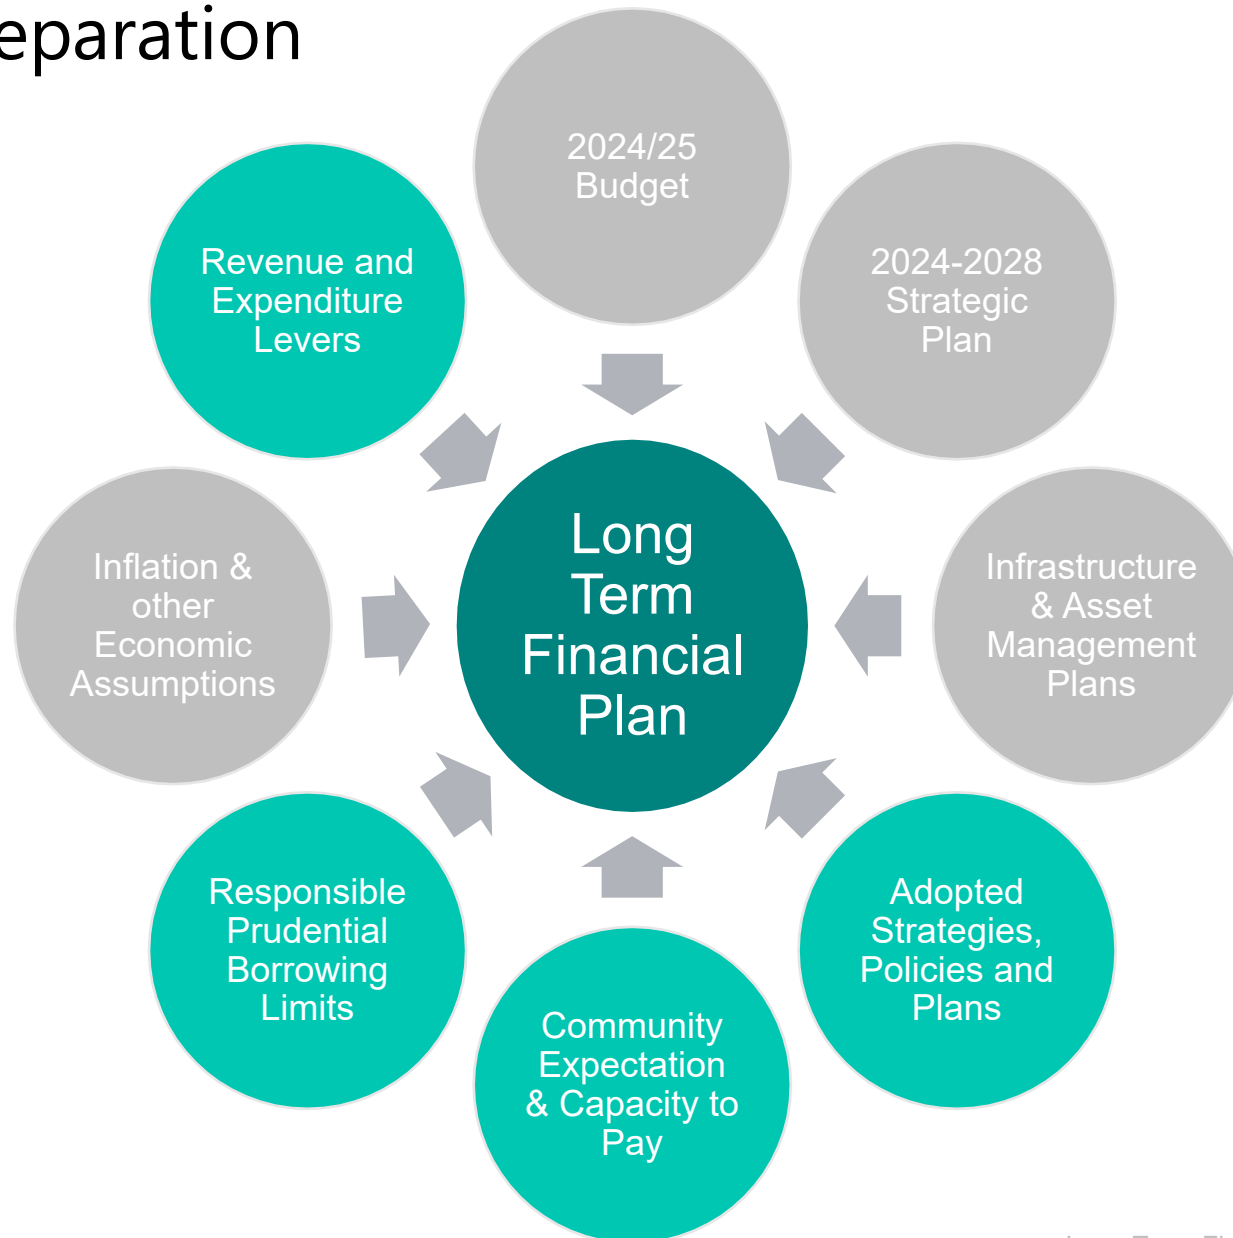 eparation
2024/25
Budget
2024-2028
Strategic
Plan
Infrastructure
& Asset
Management
Plans
Adopted
Strategies,
Policies and
Plans
Community
Expectation
& Capacity to
Pay
Responsible
Prudential
Borrowing
Limits
Inflation &
other
Economic
Assumptions
Revenue and
Expenditure
Levers
Long
Term
Financial
Plan